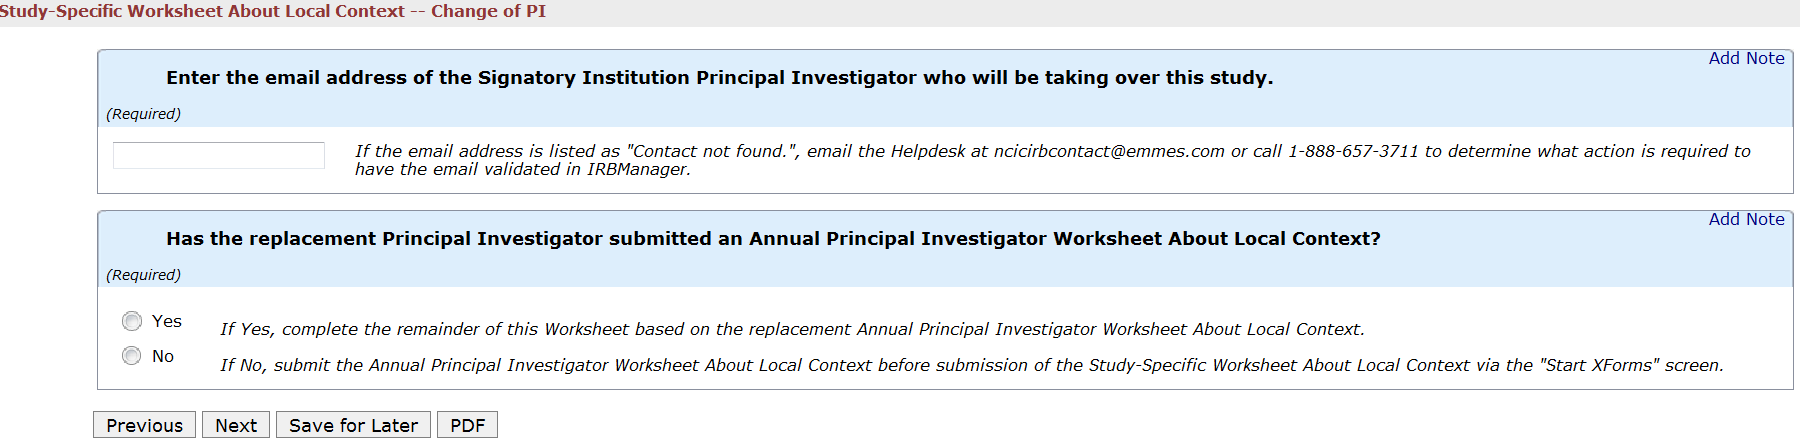 Study-Specific Worksheet About Local Context -- Change of PI
Add Note
Enter the email address of the Signatory Institution Principal Investigator who will be taking over this study.
(Required)
If the email address is listed as "Contact not found.", email the Helpdesk at ncicirbcontact@emmes.com or call 1-888-657-3711 to determine what action is required to
have the email validated in IRBManager.
Add Note
Has the replacement Principal Investigator submitted an Annual Principal Investigator Worksheet About Local Context?
(Required)
Yes
If Yes, complete the remainder of this Worksheet based on the replacement Annual Principal Investigator Worksheet About Local Context.
No
If No, submit the Annual Principal Investigator Worksheet About Local Context before submission of the Study-Specific Worksheet About Local Context via the "Start XForms" screen.
Previous Next Save for Later PDF